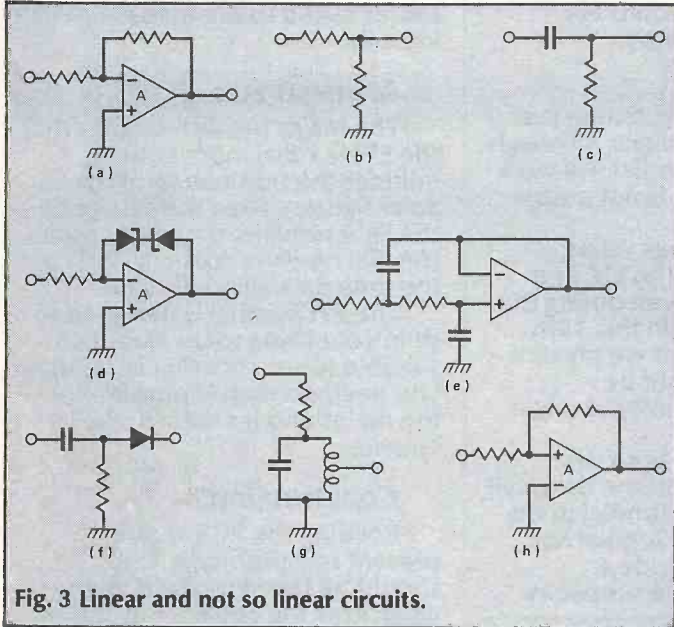 A
−
+
(a)
(b)
(c)
A
−
+
(d)
−
+
(e)
(f)
(g)
A
+
−
(h)
Fig. 3 Linear and not so linear circuits.